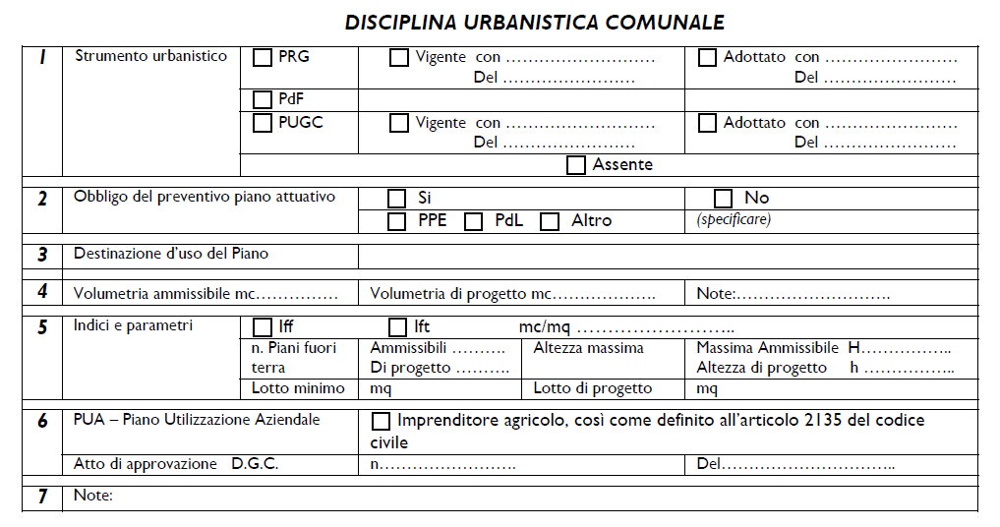 DISCIPLINA URBANISTICA COMUNALE
1 Strumento urbanistico PRG Vigente con ……………………….. Adottato con ………………………
Del ……………………. Del ……………………..
PdF
PUGC Vigente con ……………………….. Adottato con ………………………
Del ……………………. Del ……………………..
Assente
2 Obbligo del preventivo piano attuativo Si No
PPE PdL Altro (specificare)
3 Destinazione d'uso del Piano
4 Volumetria ammissibile mc…………… Volumetria di progetto mc………………. Note:………………………….
5 Indici e parametri Iff Ift mc/mq ……………………..
n. Piani fuori Ammissibili ………. Altezza massima Massima Ammissibile H……………..
terra Di progetto ………. Altezza di progetto h ……………..
Lotto minimo mq Lotto di progetto mq
6 PUA – Piano Utilizzazione Aziendale Imprenditore agricolo, così come definito all'articolo 2135 del codice
civile
Atto di approvazione D.G.C. n……………………. Del…………………………..
7 Note: